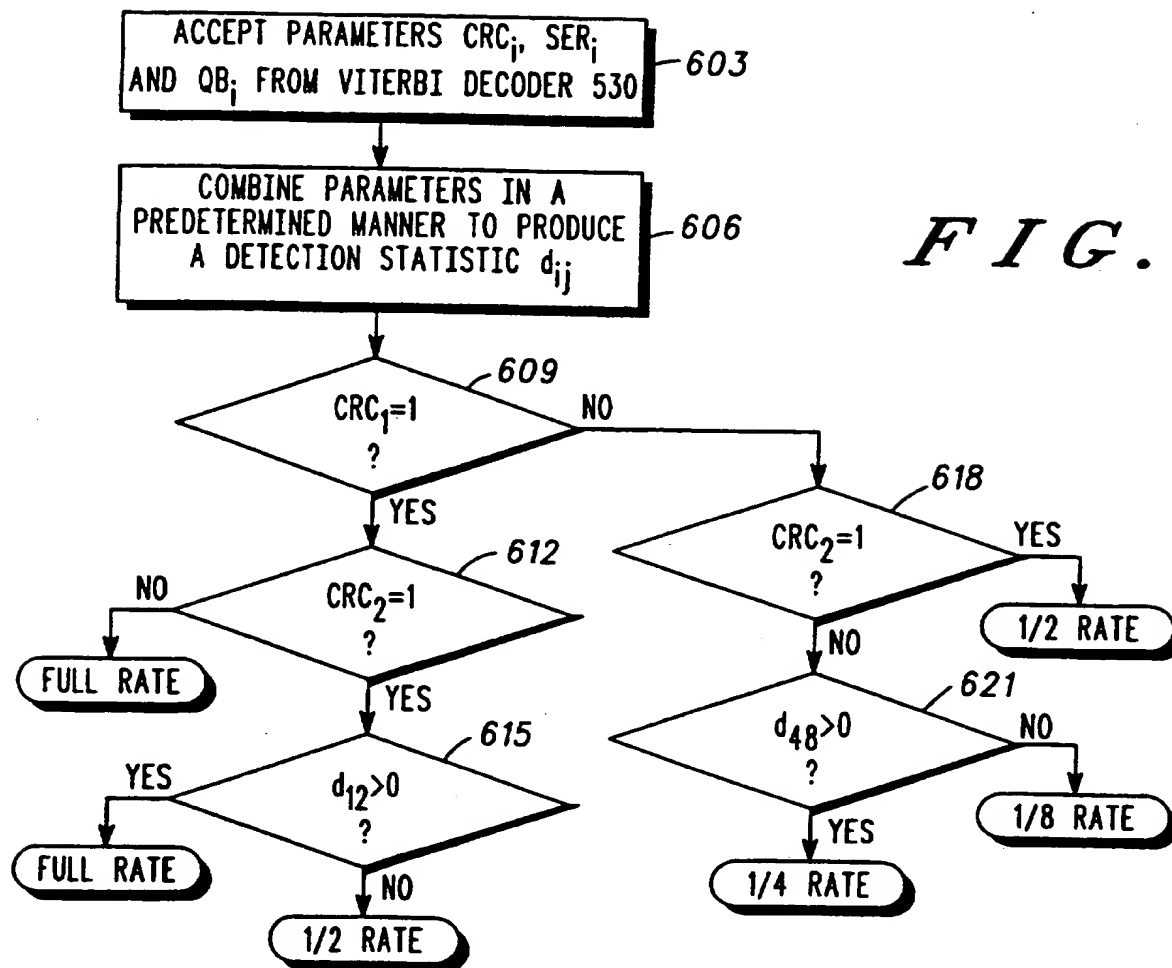 ACCEPT PARAMETERS CRCi, SERi
AND QBi FROM VITERBI DECODER 530
603
COMBINE PARAMETERS IN A
PREDETERMINED MANNER TO PRODUCE
A DETECTION STATISTIC dij
606
FIG.
609
CRC1=1
?
NO
YES
618
CRC2=1
?
YES
1/2 RATE
NO
612
CRC2=1
?
NO
FULL RATE
YES
621
d48>0
?
NO
1/8 RATE
YES
1/4 RATE
615
d12>0
?
YES
FULL RATE
NO
1/2 RATE